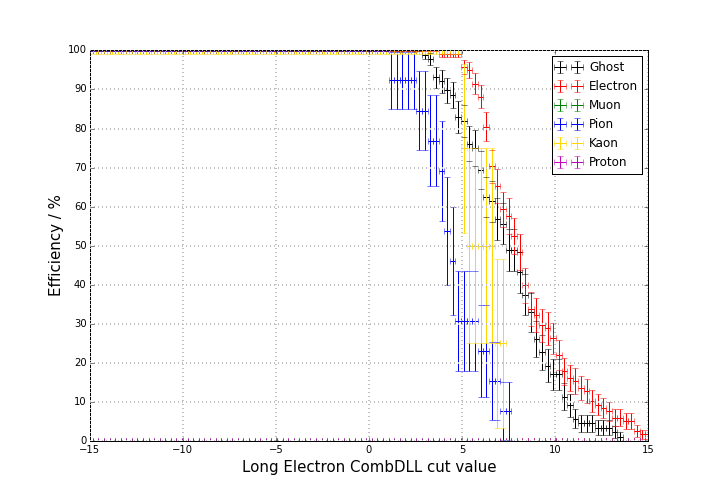 100
90
80
70
60
50
40
30
20
10
0
Efficiency / %
Ghost
Electron
Muon
Pion
Kaon
Proton
−15 −10 −5 0 5 10 15
Long Electron CombDLL cut value